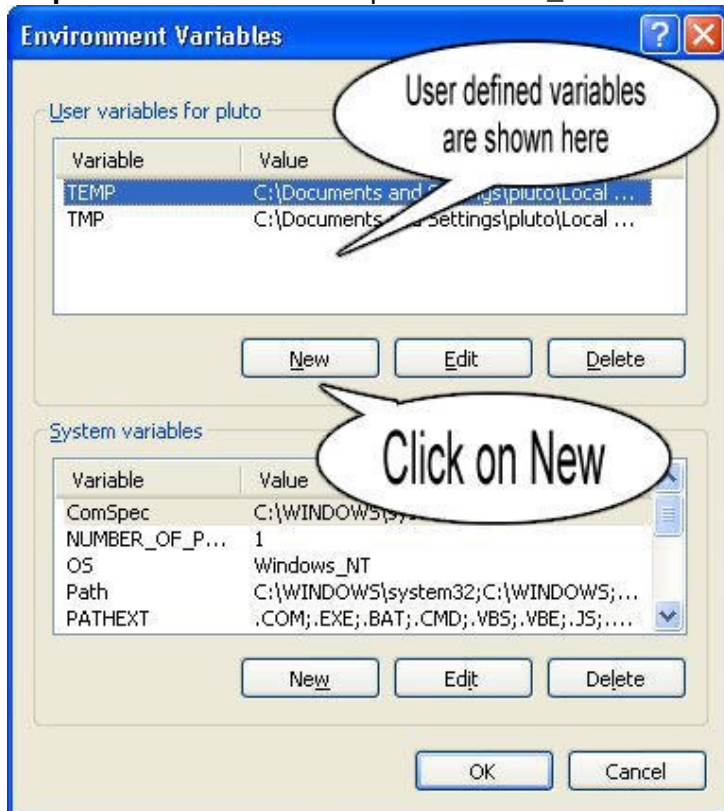 Environment Variables
User defined variables
are shown here
User variables for pluto
Variable Value
TEMP C:\Documents and Settings\pluto\Local ...
TMP C:\Documents and Settings\pluto\Local ...
New Edit Delete
Click on New
System variables
Variable Value
ComSpec C:\WINDOWS\
NUMBER_OF_P... 1
OS Windows_NT
Path C:\WINDOWS\system32;C:\WINDOWS;...
PATHEXT .COM;.EXE;.BAT;.CMD;.VBS;.VBE;.JS;....
New Edit Delete
OK Cancel